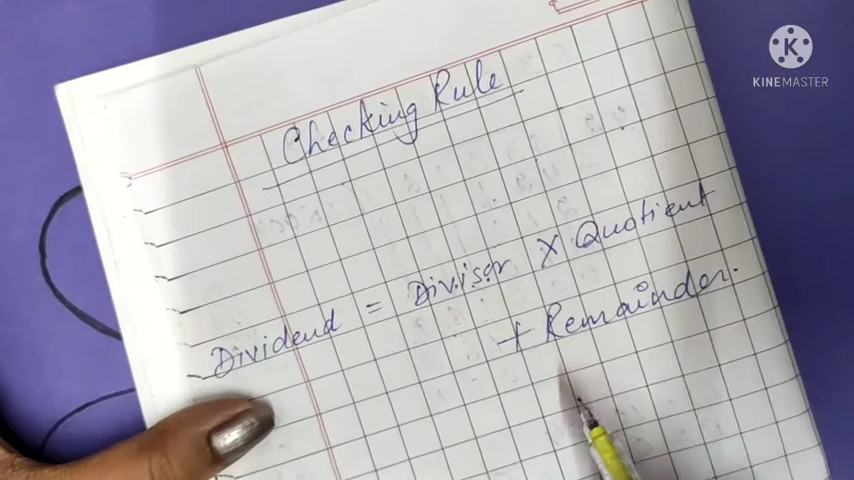 Checking Rule
Dividend = Divisor X Quotient
+ Remainder.
K
KINEMASTER